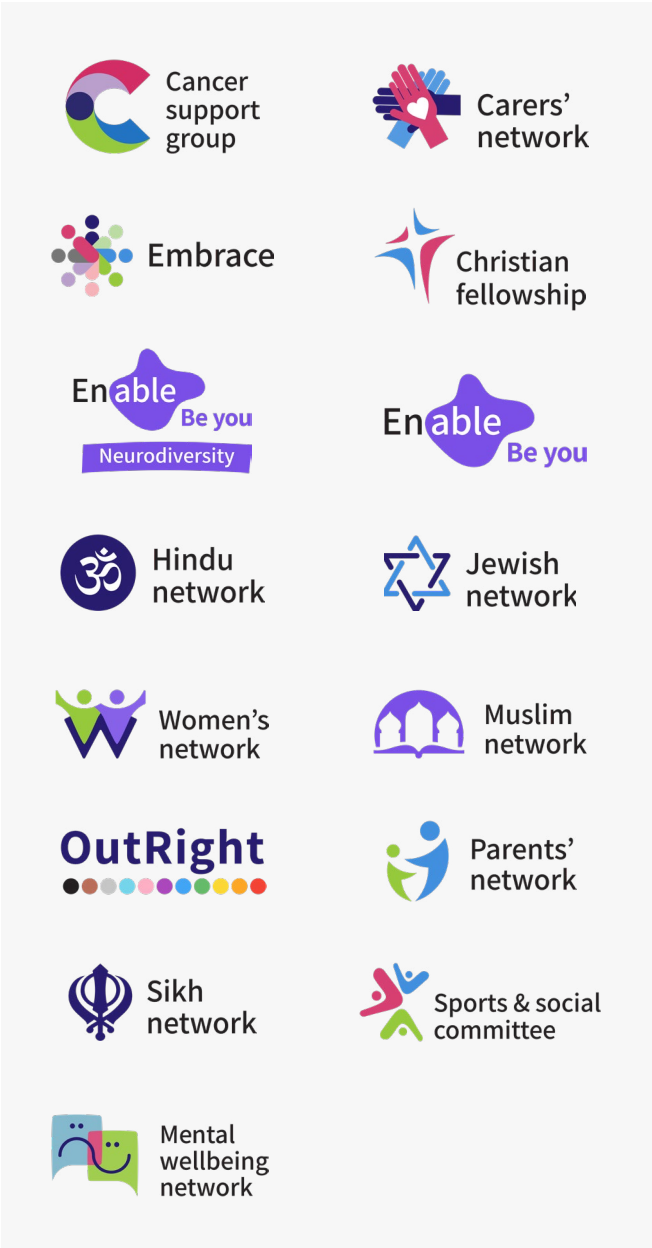 Cancer
support
group
Carers’
network
Embrace
Christian
fellowship
Enable
Be you
Neurodiversity
Enable
Be you
Hindu
network
Jewish
network
Women’s
network
Muslim
network
OutRight
Parents’
network
Sikh
network
Sports & social
committee
Mental
wellbeing
network